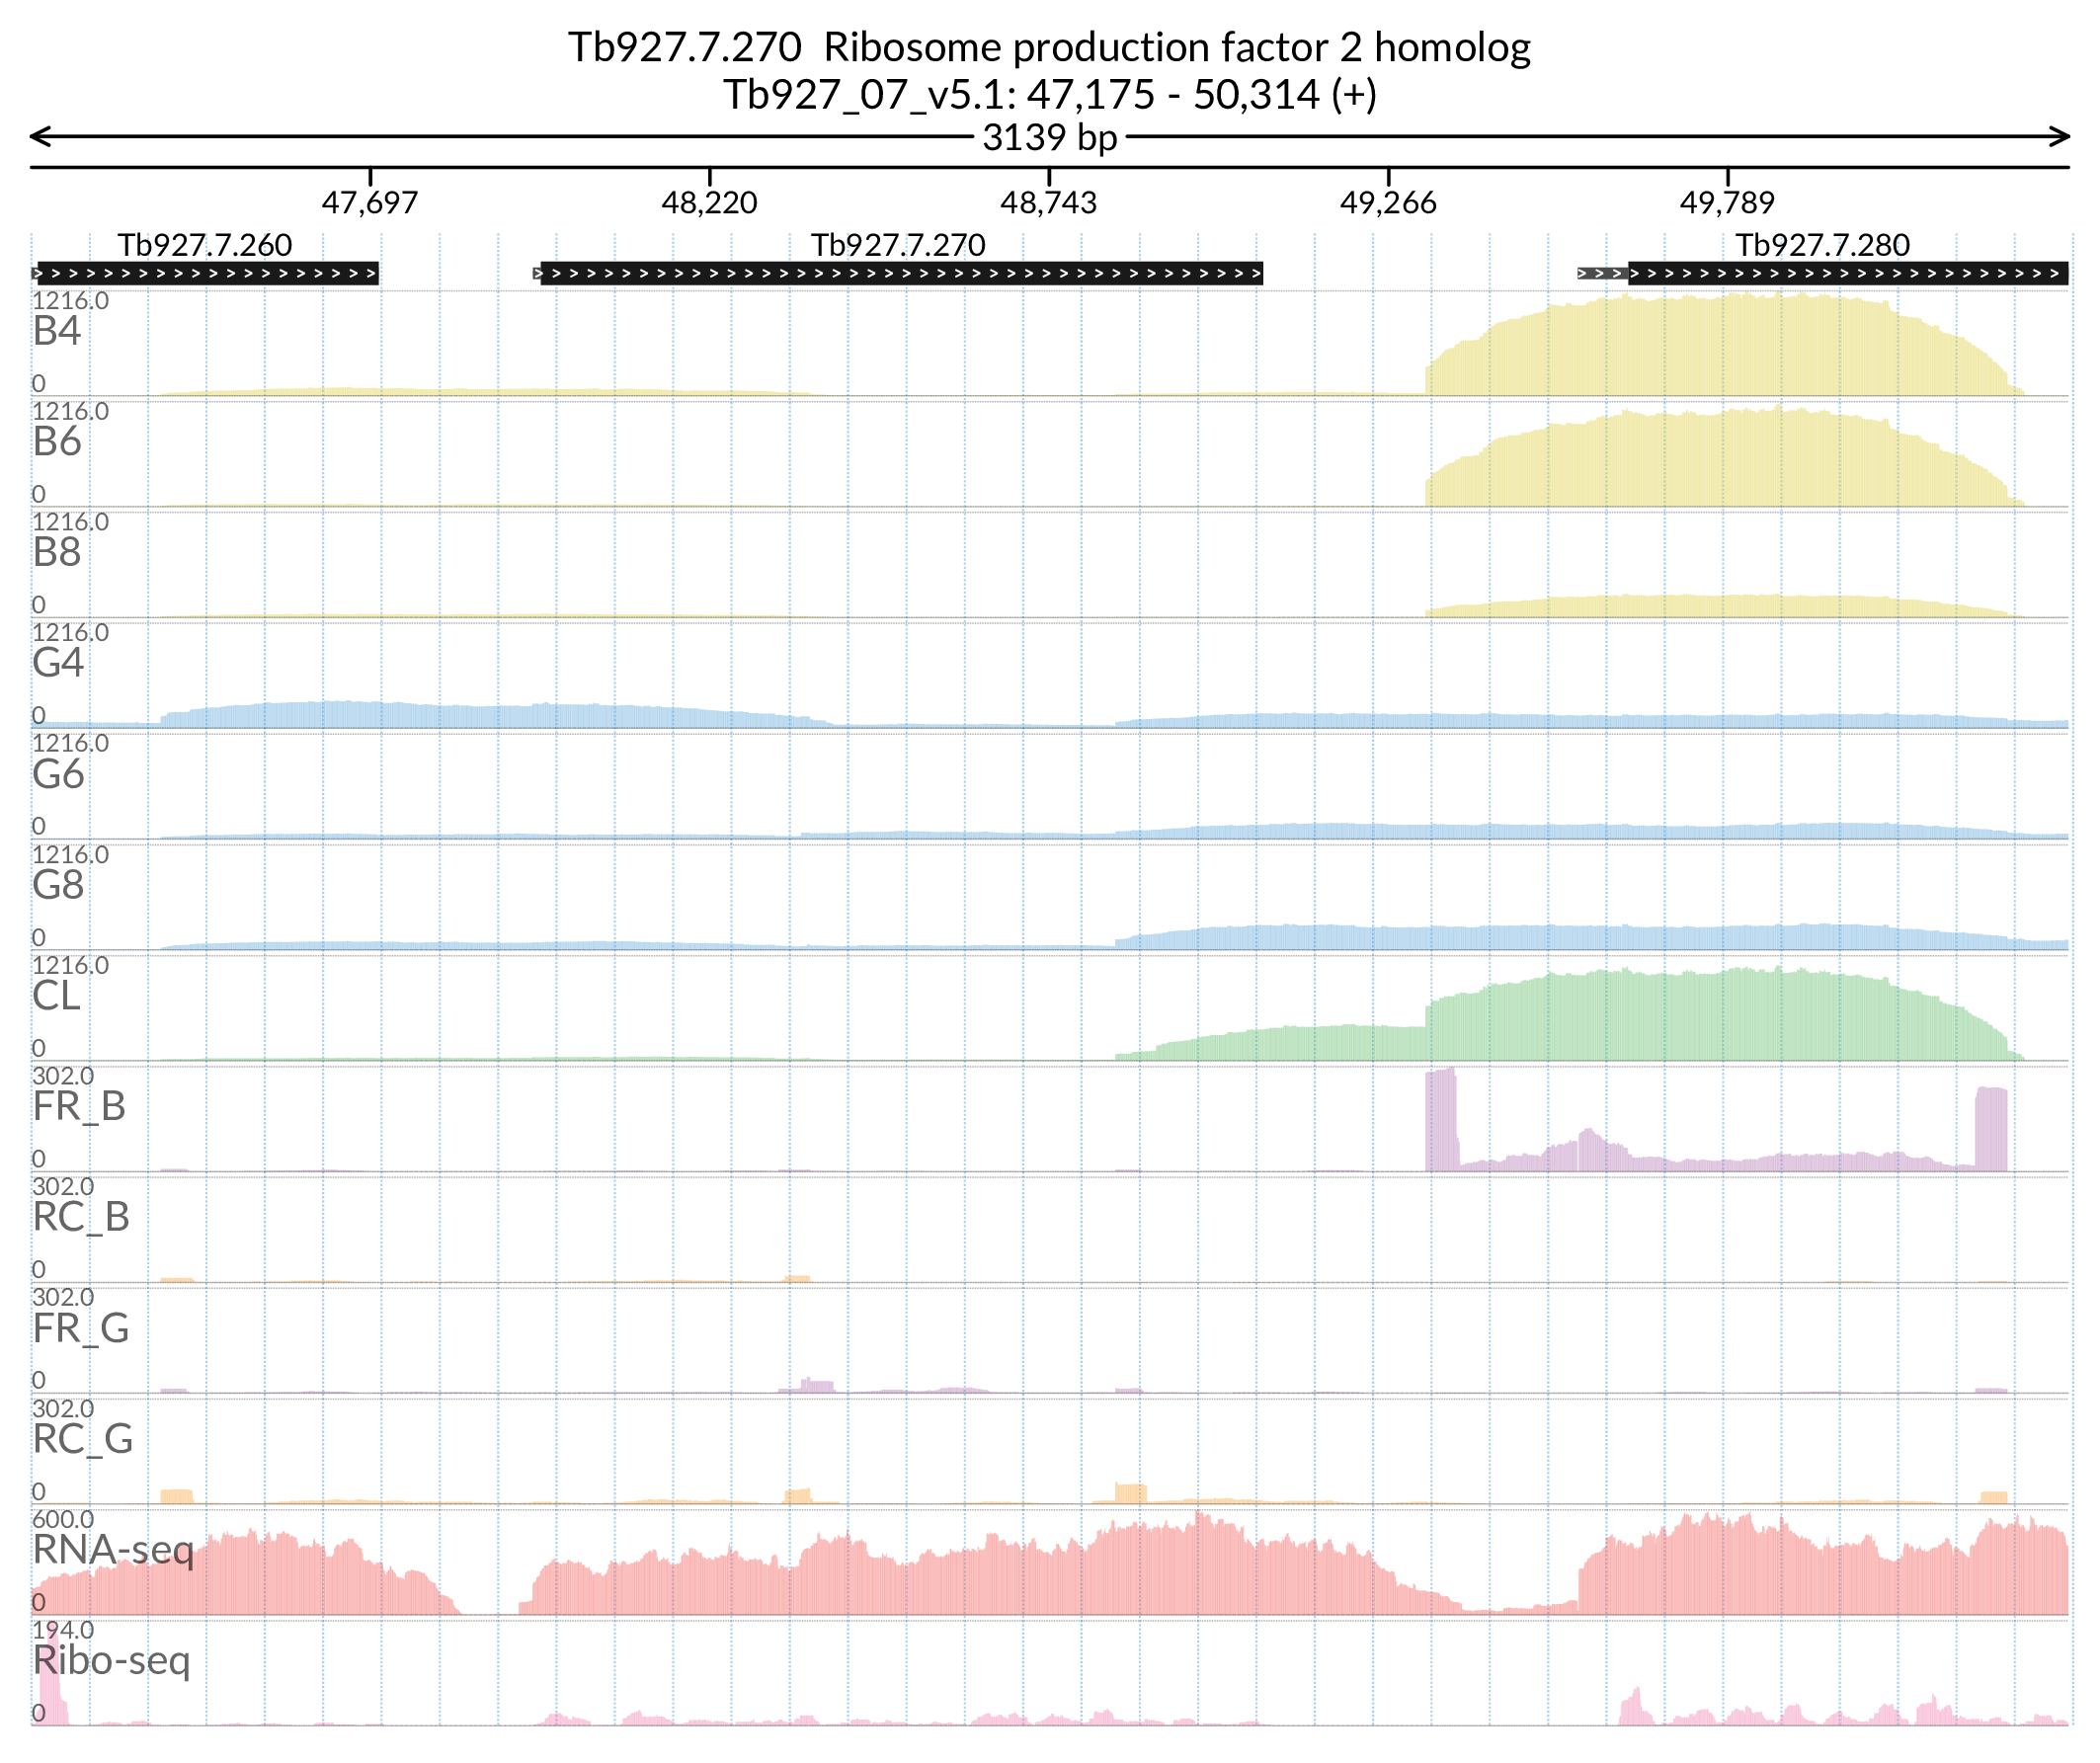 Tb927.7.270  Ribosome production factor 2 homolog
Tb927_07_v5.1: 47,175 - 50,314 (+)
3139 bp
47,697 48,220 48,743 49,266 49,789
Tb927.7.260 Tb927.7.270 Tb927.7.280
1216.0
B4
0
1216.0
B6
0
1216.0
B8
0
1216.0
G4
0
1216.0
G6
0
1216.0
G8
0
1216.0
CL
0
302.0
FR_B
0
302.0
RC_B
0
302.0
FR_G
0
302.0
RC_G
0
600.0
RNA-seq
0
194.0
Ribo-seq
0